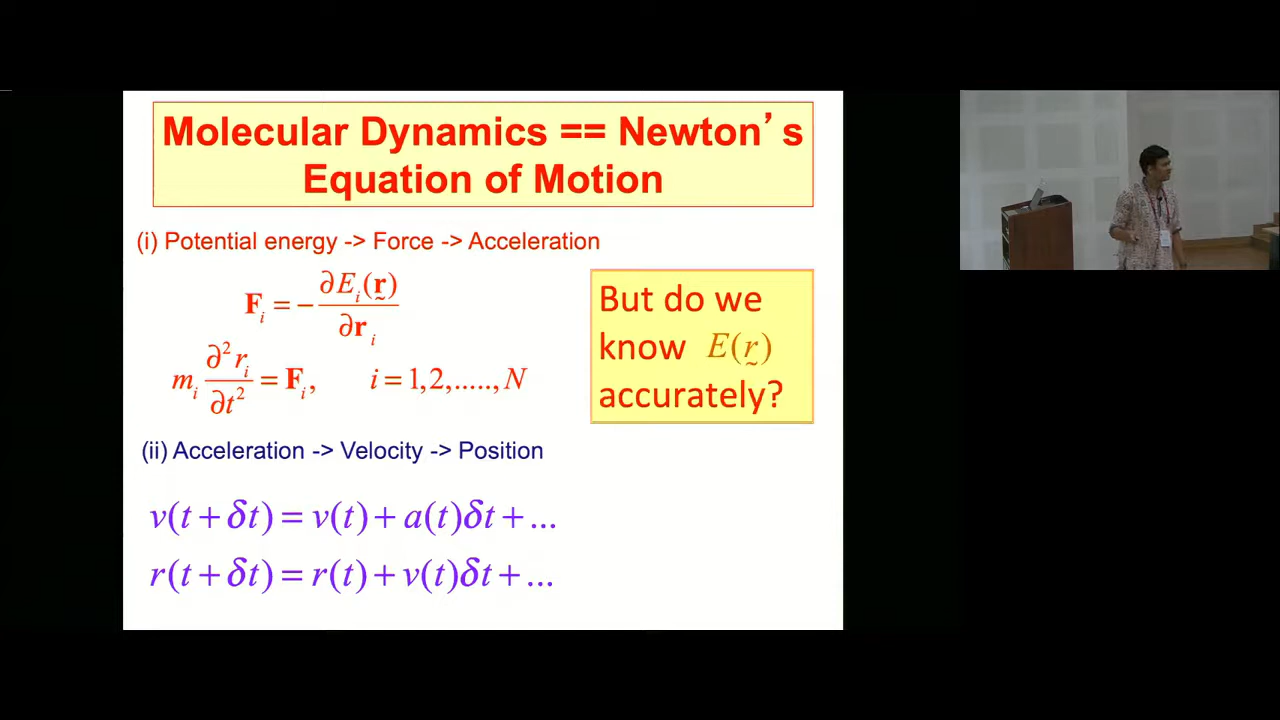 Molecular Dynamics == Newton's
Equation of Motion
(i) Potential energy -> Force -> Acceleration
F_i = - ∂E_i(r) / ∂r_i
m_i ∂²r_i / ∂t² = F_i, i = 1,2,.....,N
But do we
know E(r)
accurately?
(ii) Acceleration -> Velocity -> Position
v(t + δt) = v(t) + a(t)δt + ...
r(t + δt) = r(t) + v(t)δt + ...